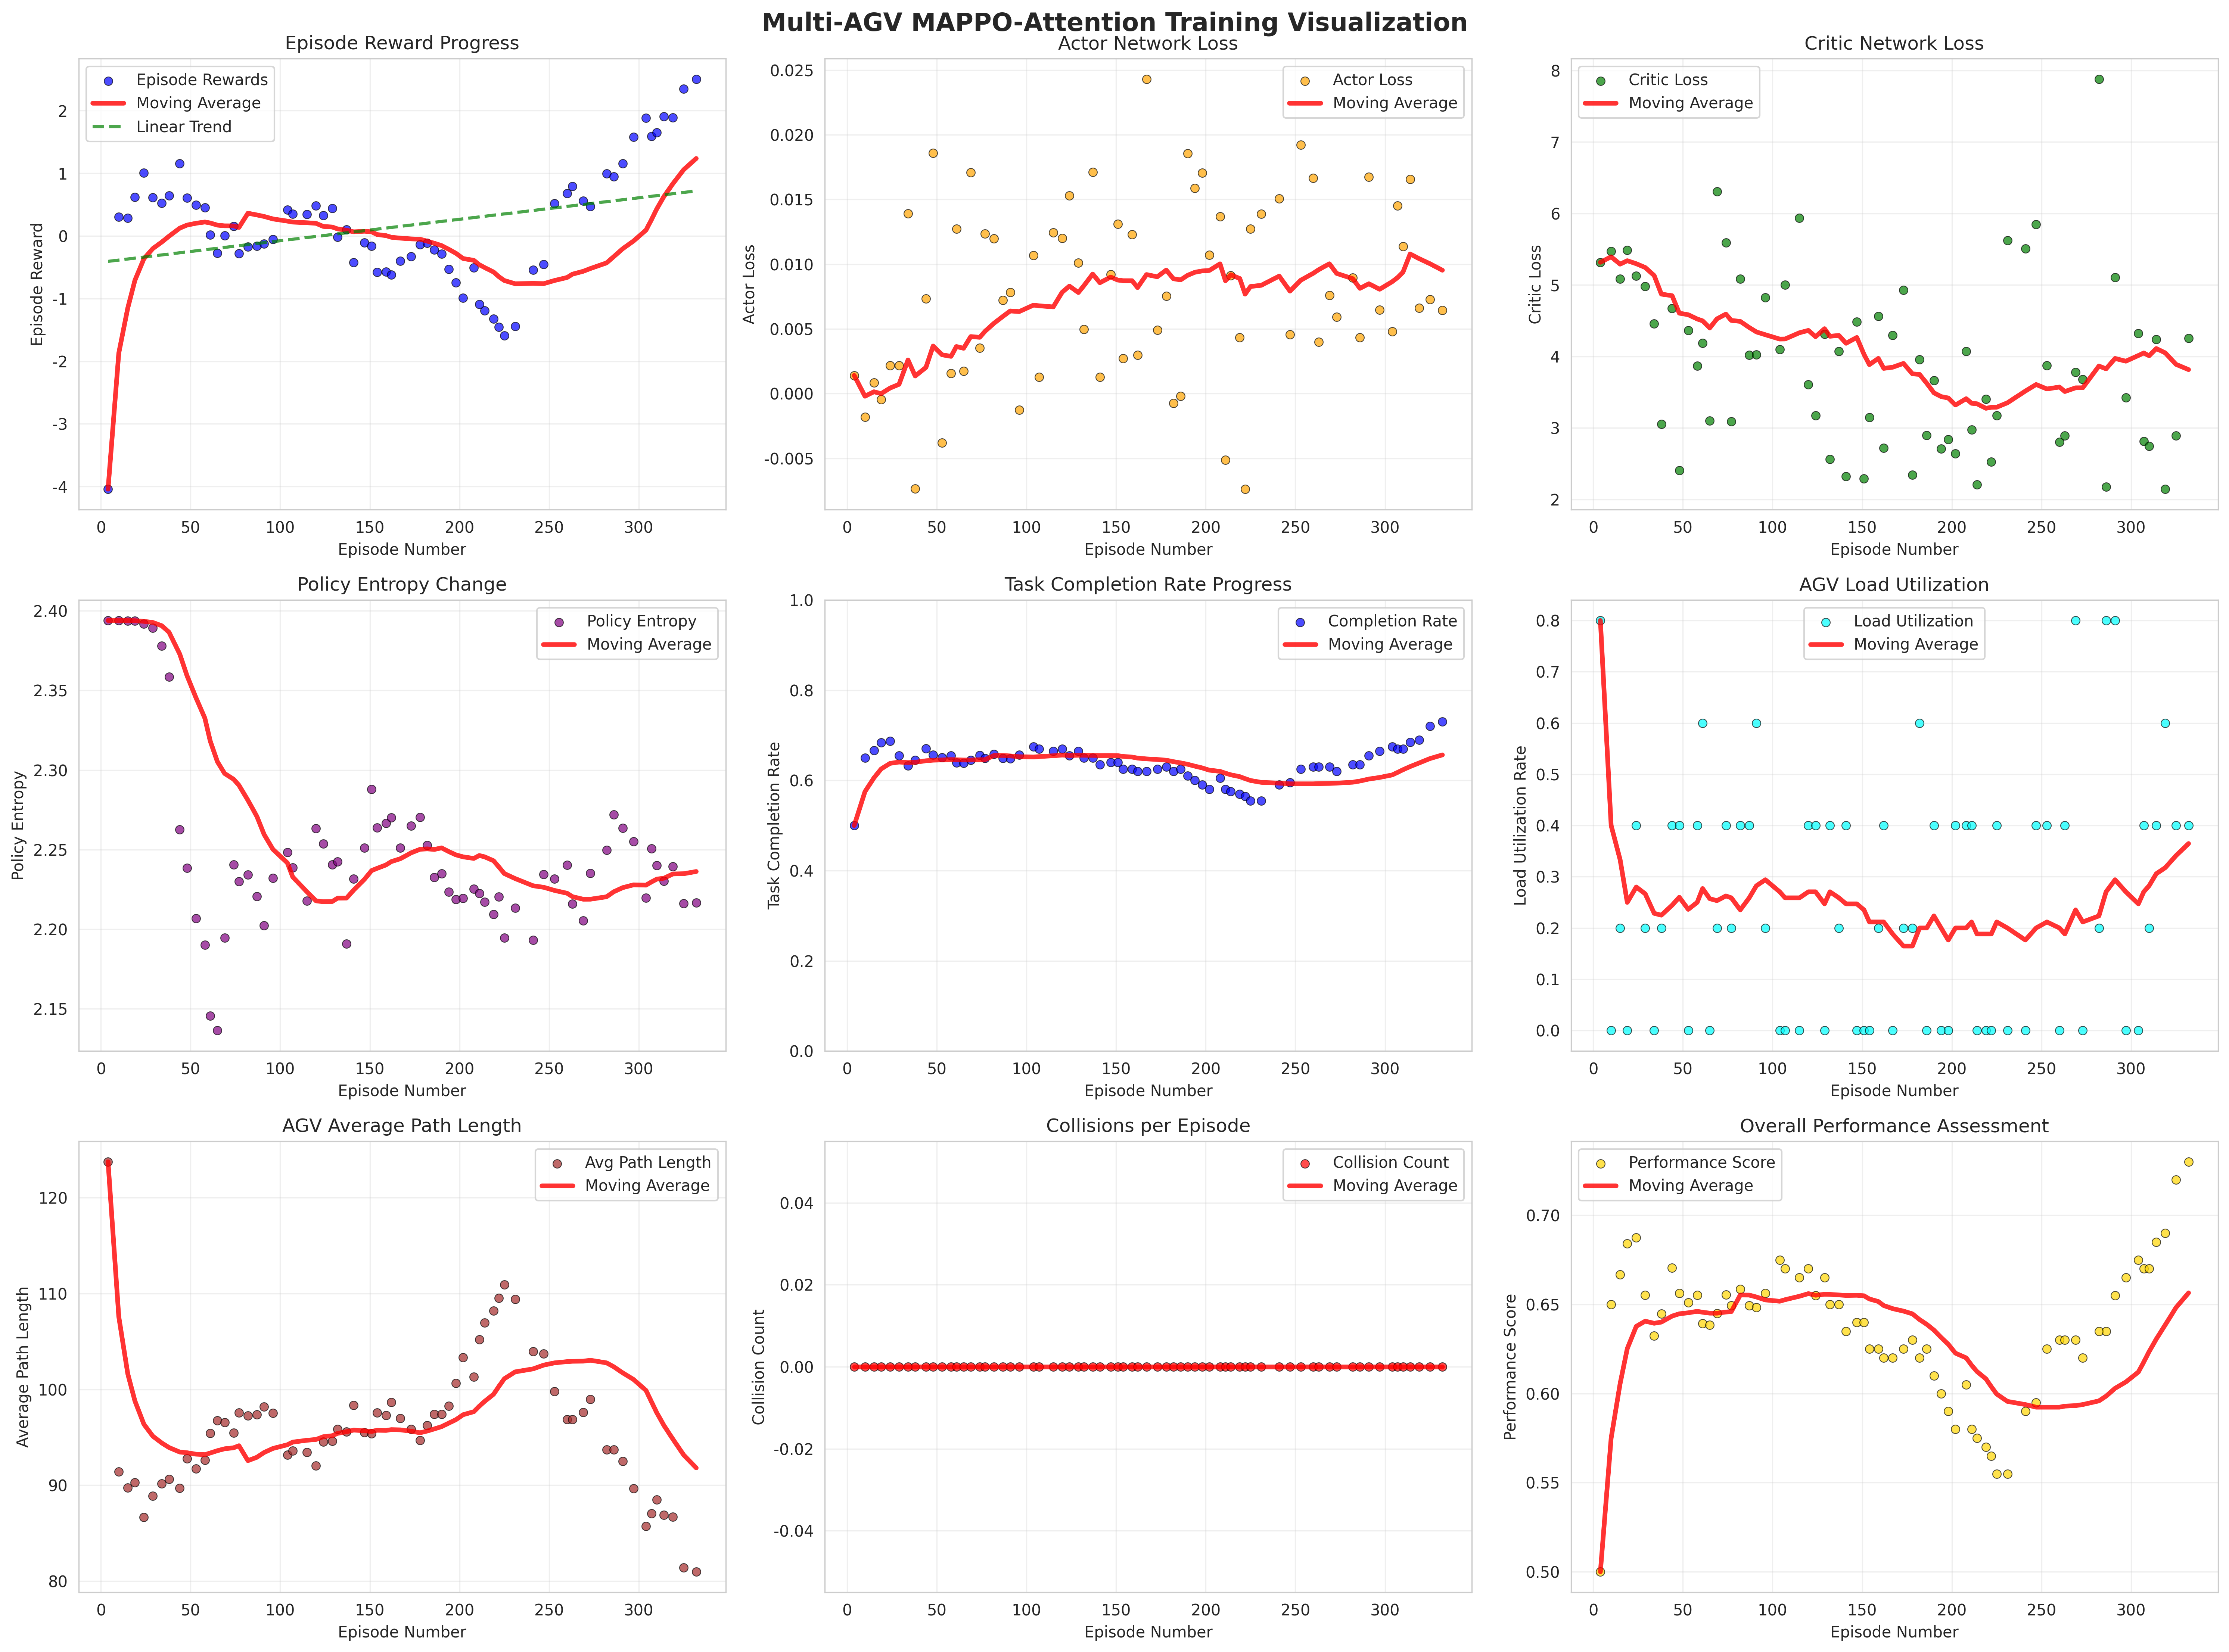 Multi-AGV MAPPO-Attention Training Visualization
Episode Reward Progress
Episode Rewards
Moving Average
Linear Trend
2
1
0
-1
-2
-3
-4
Episode Reward
0 50 100 150 200 250 300
Episode Number
Actor Network Loss
Actor Loss
Moving Average
0.025
0.020
0.015
0.010
0.005
0.000
-0.005
Actor Loss
0 50 100 150 200 250 300
Episode Number
Critic Network Loss
Critic Loss
Moving Average
8
7
6
5
4
3
2
Critic Loss
0 50 100 150 200 250 300
Episode Number
Policy Entropy Change
Policy Entropy
Moving Average
2.40
2.35
2.30
2.25
2.20
2.15
Policy Entropy
0 50 100 150 200 250 300
Episode Number
Task Completion Rate Progress
Completion Rate
Moving Average
1.0
0.8
0.6
0.4
0.2
0.0
Task Completion Rate
0 50 100 150 200 250 300
Episode Number
AGV Load Utilization
Load Utilization
Moving Average
0.8
0.7
0.6
0.5
0.4
0.3
0.2
0.1
0.0
Load Utilization Rate
0 50 100 150 200 250 300
Episode Number
AGV Average Path Length
Avg Path Length
Moving Average
120
110
100
90
80
Average Path Length
0 50 100 150 200 250 300
Episode Number
Collisions per Episode
Collision Count
Moving Average
0.04
0.02
0.00
-0.02
-0.04
Collision Count
0 50 100 150 200 250 300
Episode Number
Overall Performance Assessment
Performance Score
Moving Average
0.70
0.65
0.60
0.55
0.50
Performance Score
0 50 100 150 200 250 300
Episode Number